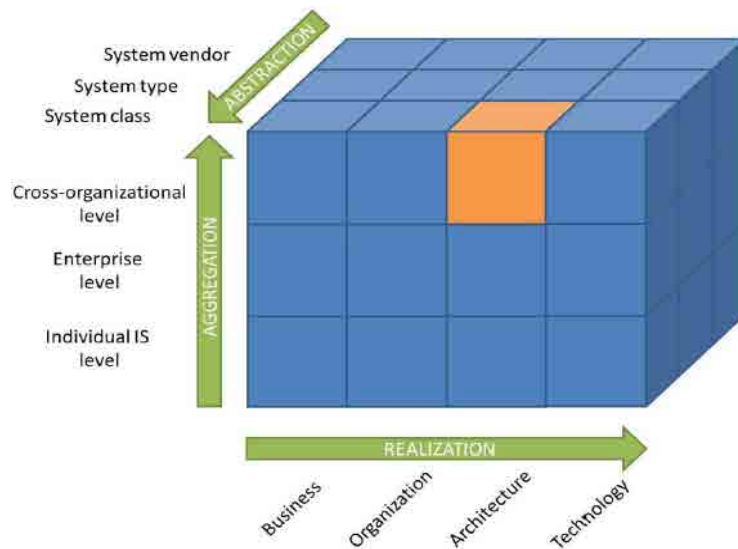 System vendor
System type
System class
ABSTRACTION
Cross-organizational
level
Enterprise
level
Individual IS
level
AGGREGATION
REALIZATION
Business
Organization
Architecture
Technology